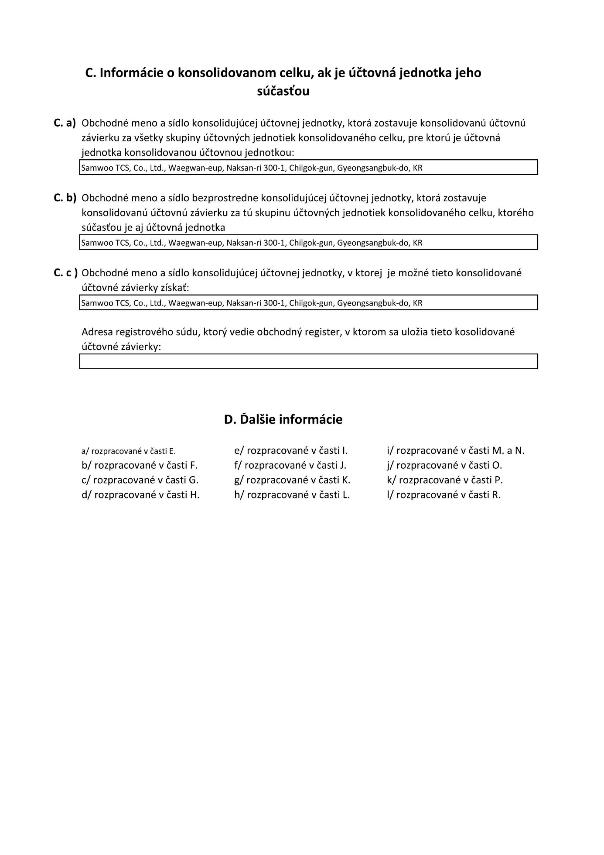 C. Informácie o konsolidovanom celku, ak je účtovná jednotka jeho
súčasťou
C. a) Obchodné meno a sídlo konsolidujúcej účtovnej jednotky, ktorá zostavuje konsolidovanú účtovnú
závierku za všetky skupiny účtovných jednotiek konsolidovaného celku, pre ktorú je účtovná
jednotka konsolidovanou účtovnou jednotkou:
Samwoo TCS, Co., Ltd., Waegwan-eup, Naksan-ri 300-1, Chilgok-gun, Gyeongsangbuk-do, KR
C. b) Obchodné meno a sídlo bezprostredne konsolidujúcej účtovnej jednotky, ktorá zostavuje
konsolidovanú účtovnú závierku za tú skupinu účtovných jednotiek konsolidovaného celku, ktorého
súčasťou je aj účtovná jednotka
Samwoo TCS, Co., Ltd., Waegwan-eup, Naksan-ri 300-1, Chilgok-gun, Gyeongsangbuk-do, KR
C. c ) Obchodné meno a sídlo konsolidujúcej účtovnej jednotky, v ktorej je možné tieto konsolidované
účtovné závierky získať:
Samwoo TCS, Co., Ltd., Waegwan-eup, Naksan-ri 300-1, Chilgok-gun, Gyeongsangbuk-do, KR
Adresa registrového súdu, ktorý vedie obchodný register, v ktorom sa uložia tieto kosolidované
účtovné závierky:
D. Ďalšie informácie
a/ rozpracované v časti E. e/ rozpracované v časti I. i/ rozpracované v časti M. a N.
b/ rozpracované v časti F. f/ rozpracované v časti J. j/ rozpracované v časti O.
c/ rozpracované v časti G. g/ rozpracované v časti K. k/ rozpracované v časti P.
d/ rozpracované v časti H. h/ rozpracované v časti L. l/ rozpracované v časti R.